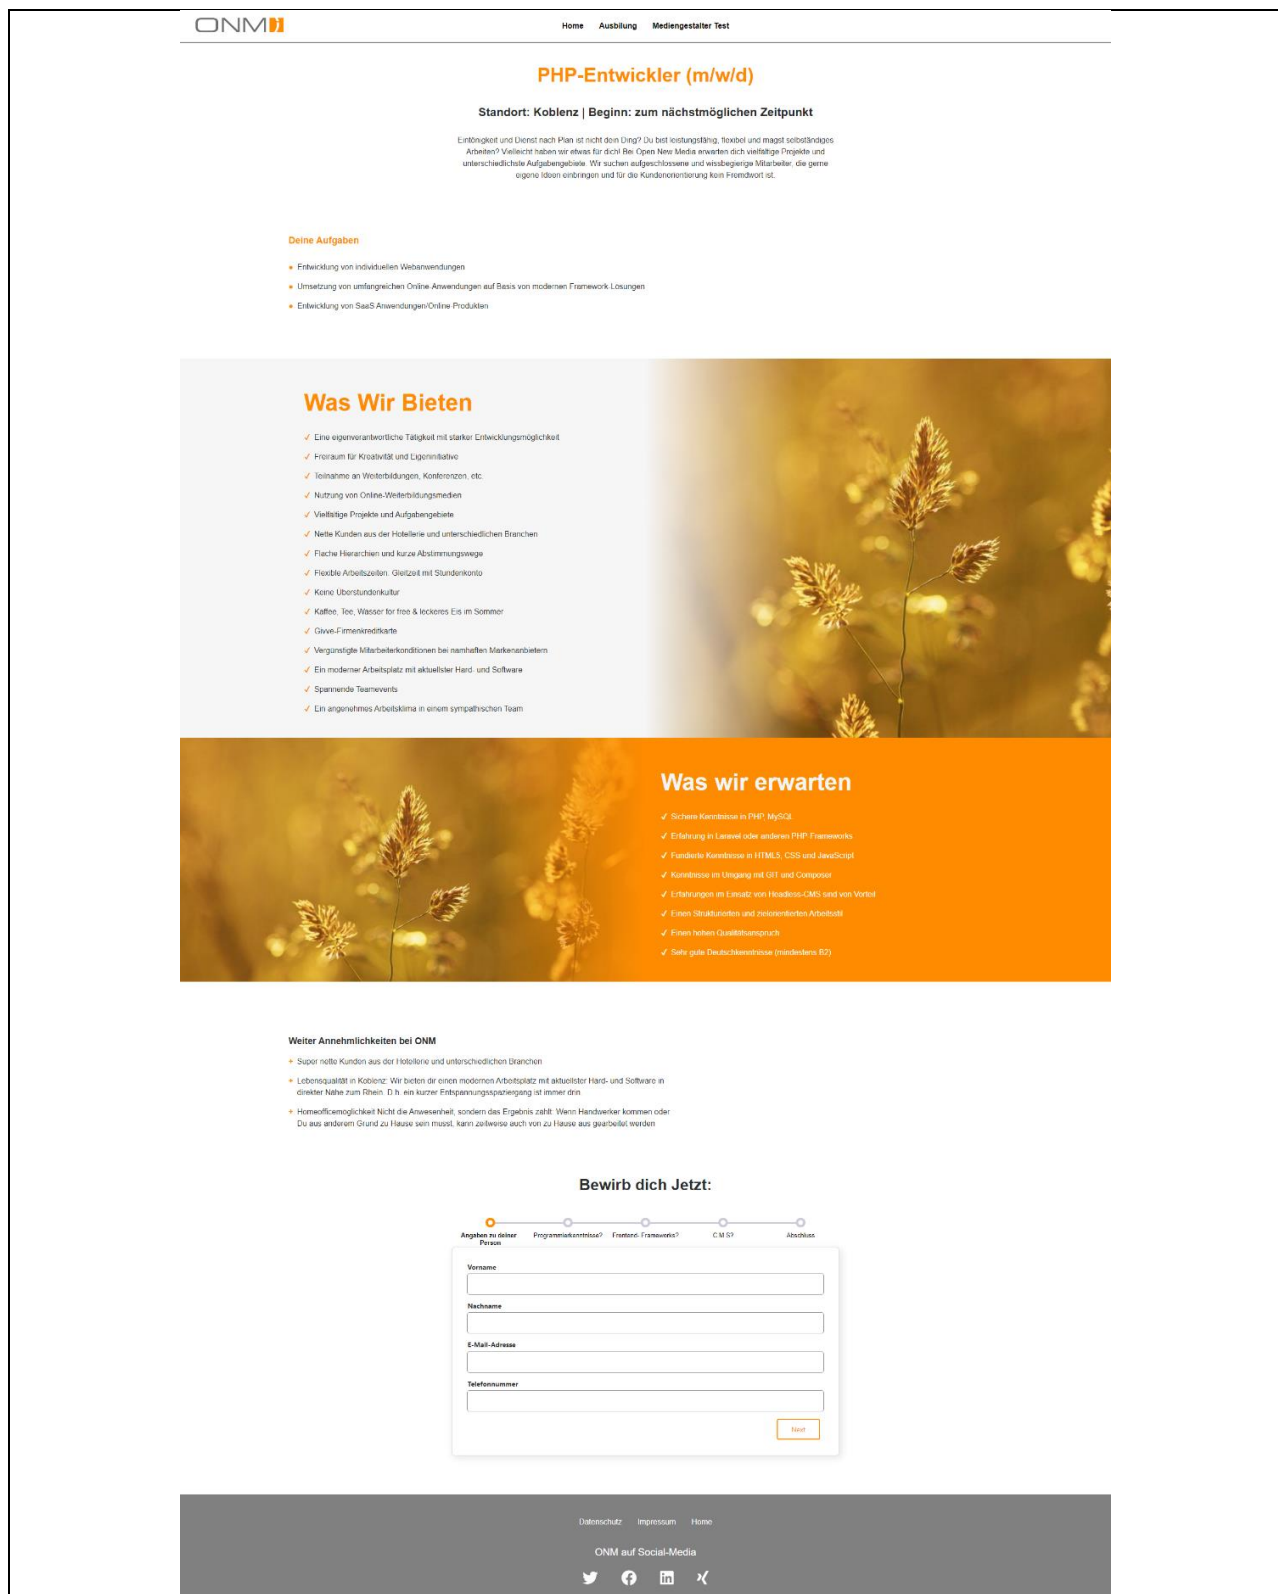 ONM
Home Ausbilung Mediengestalter Test
PHP-Entwickler (m/w/d)
Standort: Koblenz | Beginn: zum nächstmöglichen Zeitpunkt
Eintönigkeit und Dienst nach Plan ist nicht dein Ding? Du bist leistungsfähig, flexibel und magst selbständiges
Arbeiten? Vielleicht haben wir etwas für dich! Bei Open New Media erwarten dich vielfältige Projekte und
unterschiedlichste Aufgabengebiete. Wir suchen aufgeschlossene und wissbegierige Mitarbeiter, die gerne
eigene Ideen einbringen und für die Kundenorientierung kein Fremdwort ist.
Deine Aufgaben
Entwicklung von individuellen Webanwendungen
Umsetzung von umfangreichen Online-Anwendungen auf Basis von modernen Framework-Lösungen
Entwicklung von SaaS Anwendungen/Online Produkten
Was Wir Bieten
✓ Eine eigenverantwortliche Tätigkeit mit starker Entwicklungsmöglichkeit
✓ Freiraum für Kreativität und Eigeninitiative
✓ Teilnahme an Weiterbildungen, Konferenzen, etc.
✓ Nutzung von Online-Weiterbildungsmedien
✓ Vielfältige Projekte und Aufgabengebiete
✓ Nette Kunden aus der Hotellerie und unterschiedlichen Branchen
✓ Flache Hierarchien und kurze Abstimmungswege
✓ Flexible Arbeitszeiten: Gleitzeit mit Stundenkonto
✓ Keine Überstundenkultur
✓ Kaffee, Tee, Wasser for free & leckeres Eis im Sommer
✓ Givve-Firmenkreditkarte
✓ Vergünstigte Mitarbeiterkonditionen bei namhaften Markenanbietern
✓ Ein moderner Arbeitsplatz mit aktuellster Hard- und Software
✓ Spannende Teamevents
✓ Ein angenehmes Arbeitsklima in einem sympathischen Team
Was wir erwarten
✓ Sichere Kenntnisse in PHP, MySQL
✓ Erfahrung in Laravel oder anderen PHP-Frameworks
✓ Fundierte Kenntnisse in HTML5, CSS und JavaScript
✓ Kenntnisse im Umgang mit GIT und Composer
✓ Erfahrungen im Einsatz von Headless-CMS sind von Vorteil
✓ Einen Strukturierten und zielorientierten Arbeitsstil
✓ Einen hohen Qualitätsanspruch
✓ Sehr gute Deutschkenntnisse (mindestens B2)
Weiter Annehmlichkeiten bei ONM
+ Super nette Kunden aus der Hotellerie und unterschiedlichen Branchen
+ Lebensqualität in Koblenz: Wir bieten dir einen modernen Arbeitsplatz mit aktuellster Hard- und Software in
direkter Nähe zum Rhein. D.h. ein kurzer Entspannungsspaziergang ist immer drin
+ Homeofficemöglichkeit Nicht die Anwesenheit, sondern das Ergebnis zählt: Wenn Handwerker kommen oder
Du aus anderem Grund zu Hause sein musst, kann zeitweise auch von zu Hause aus gearbeitet werden
Bewirb dich Jetzt:
Angaben zu deiner Person
Programmierkenntnisse?
Frontend- Frameworks?
C.M.S?
Abschluss
Vorname
Nachname
E-Mail-Adresse
Telefonnummer
Next
Datenschutz Impressum Home
ONM auf Social-Media